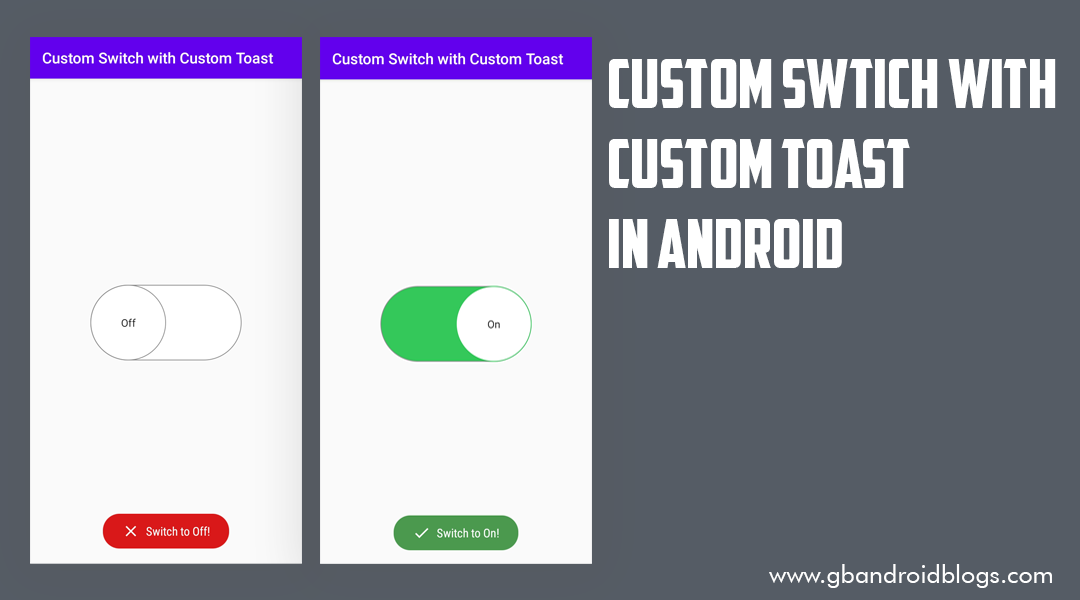 Custom Switch with Custom Toast
Off
Switch to Off!
Custom Switch with Custom Toast
On
Switch to On!
CUSTOM SWTICH WITH
CUSTOM TOAST
IN ANDROID
www.gbandroidblogs.com